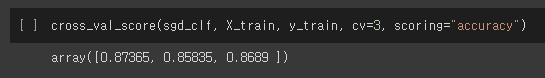 [ ] cross_val_score(sgd_clf, X_train, y_train, cv=3, scoring="accuracy")
array([0.87365, 0.85835, 0.8689 ])